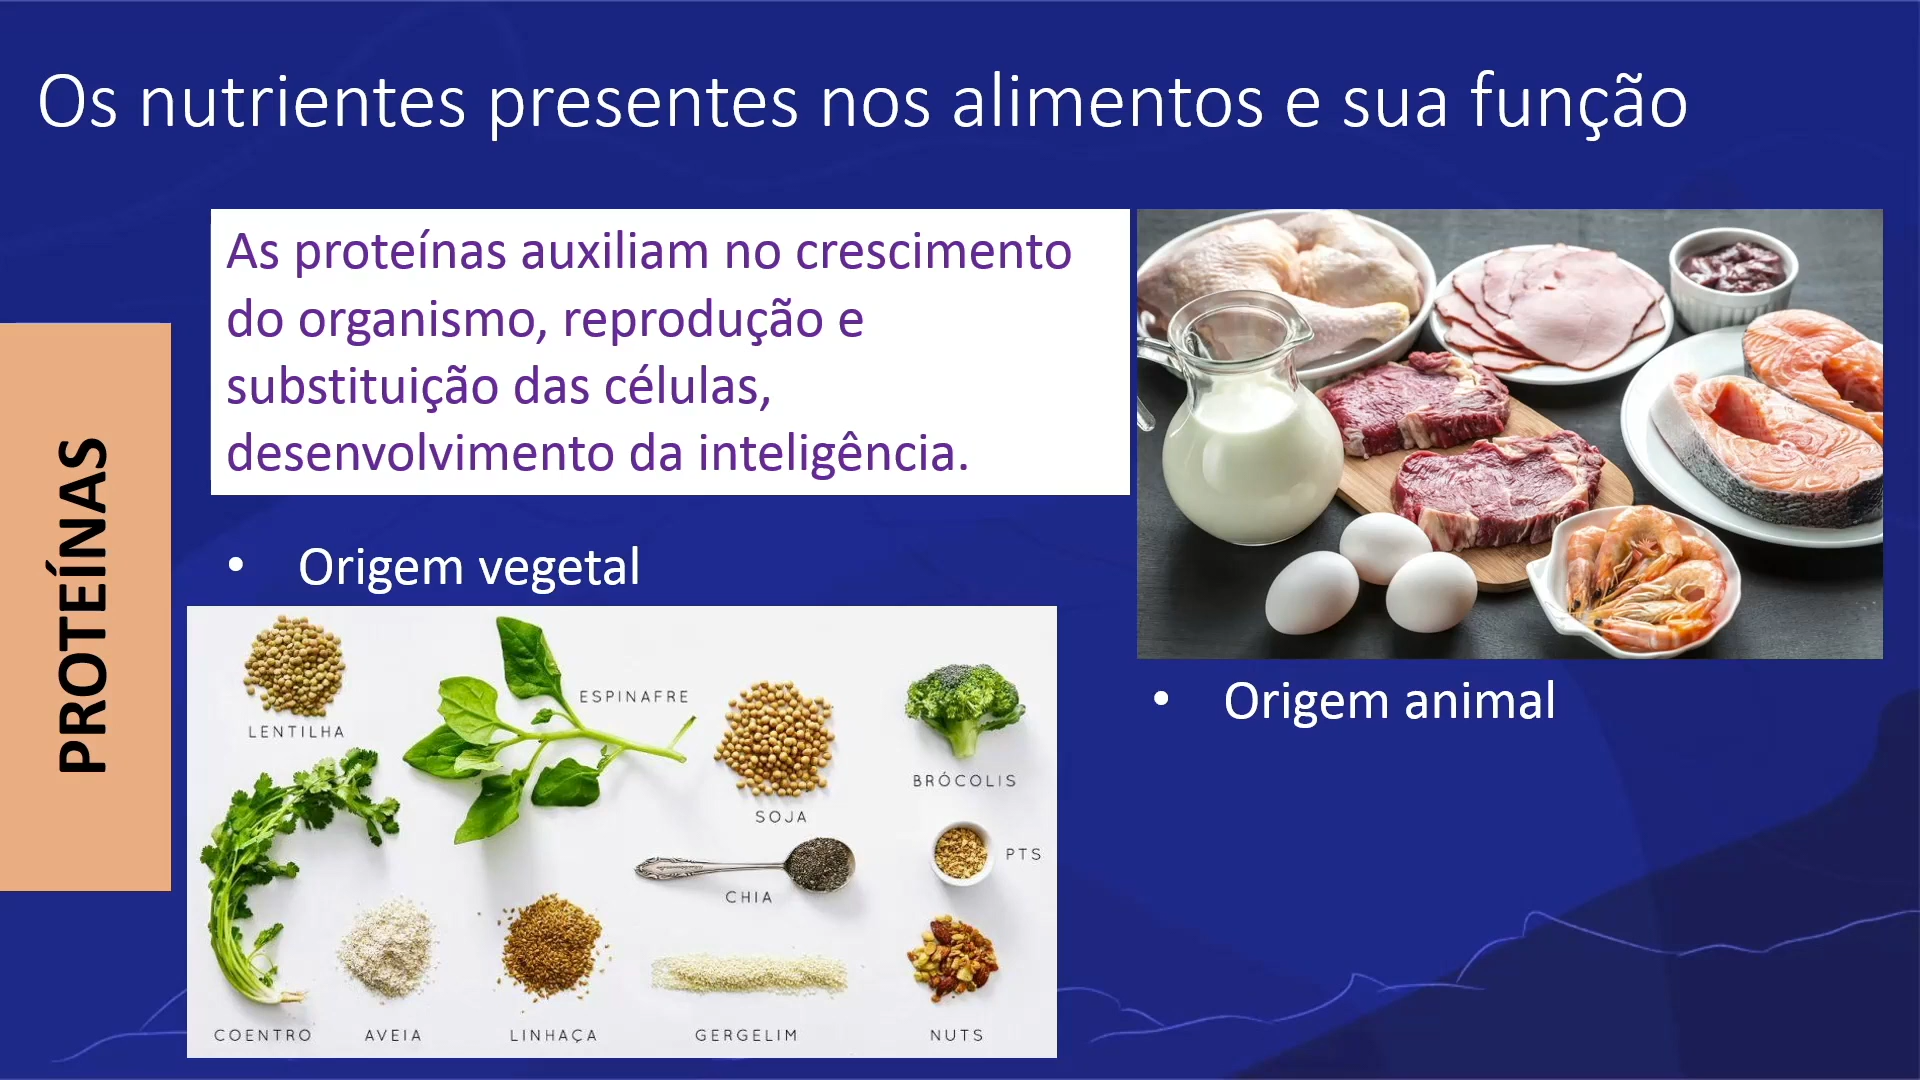 Os nutrientes presentes nos alimentos e sua função
PROTEÍNAS
As proteínas auxiliam no crescimento
do organismo, reprodução e
substituição das células,
desenvolvimento da inteligência.
• Origem vegetal
LENTILHA
ESPINAFRE
SOJA
BRÓCOLIS
CHIA
PTS
COENTRO
AVEIA
LINHAÇA
GERGELIM
NUTS
• Origem animal